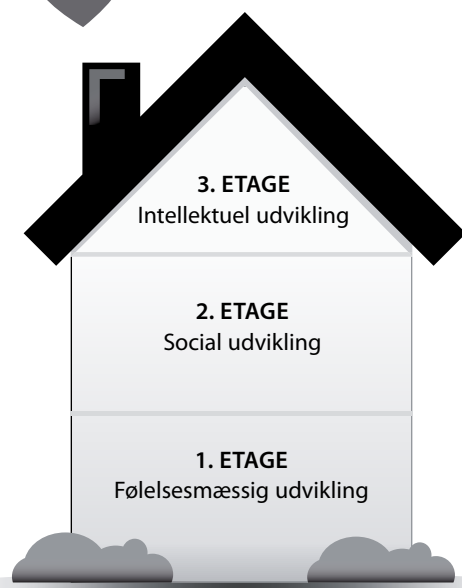 3. ETAGE
Intellektuel udvikling
2. ETAGE
Social udvikling
1. ETAGE
Følelsesmæssig udvikling